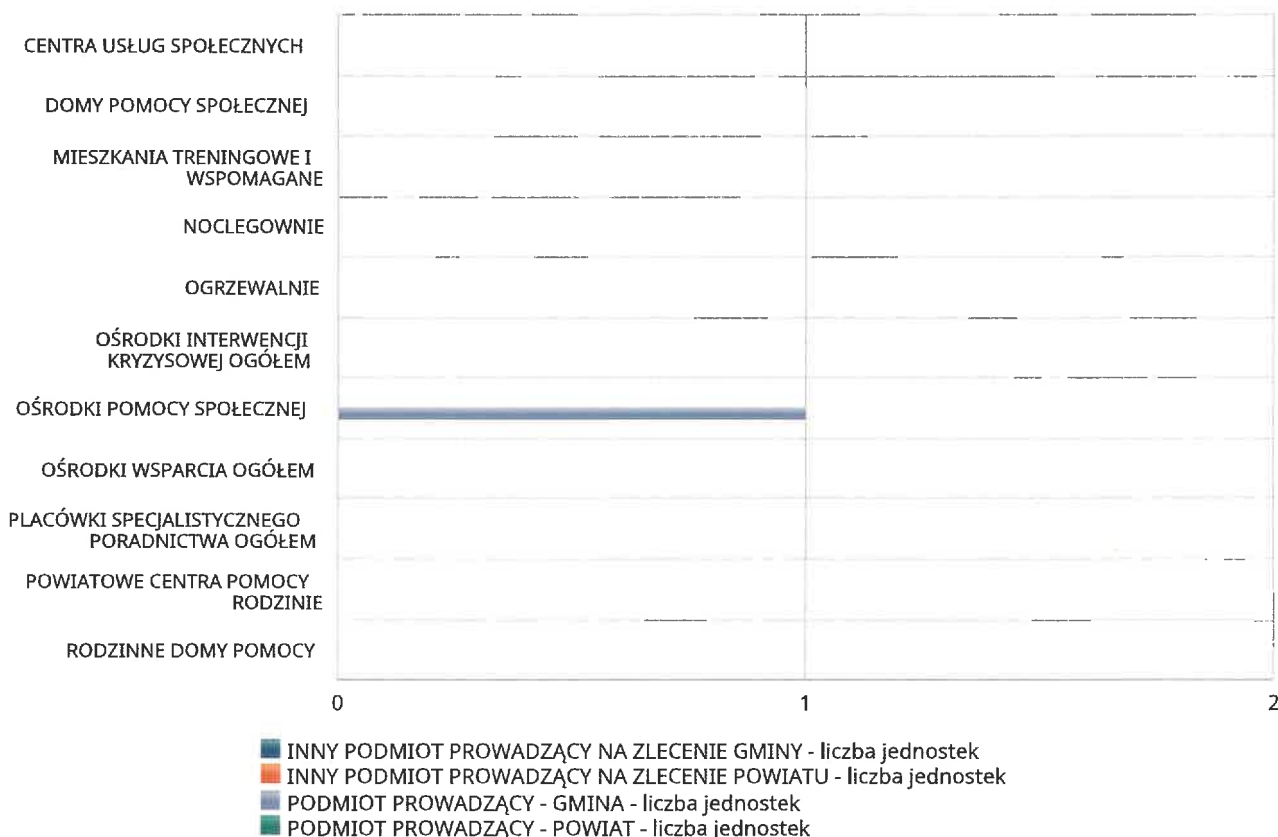 CENTRA USŁUG SPOŁECZNYCH
DOMY POMOCY SPOŁECZNEJ
MIESZKANIA TRENINGOWE I
WSPOMAGANE
NOCLEGOWNIE
OGRZEWALNIE
OŚRODKI INTERWENCJI
KRYZYSOWEJ OGÓŁEM
OŚRODKI POMOCY SPOŁECZNEJ
OŚRODKI WSPARCIA OGÓŁEM
PLACÓWKI SPECJALISTYCZNEGO
PORADNICTWA OGÓŁEM
POWIATOWE CENTRA POMOCY
RODZINIE
RODZINNE DOMY POMOCY
0 1 2
INNY PODMIOT PROWADZĄCY NA ZLECENIE GMINY - liczba jednostek
INNY PODMIOT PROWADZĄCY NA ZLECENIE POWIATU - liczba jednostek
PODMIOT PROWADZĄCY - GMINA - liczba jednostek
PODMIOT PROWADZĄCY - POWIAT - liczba jednostek